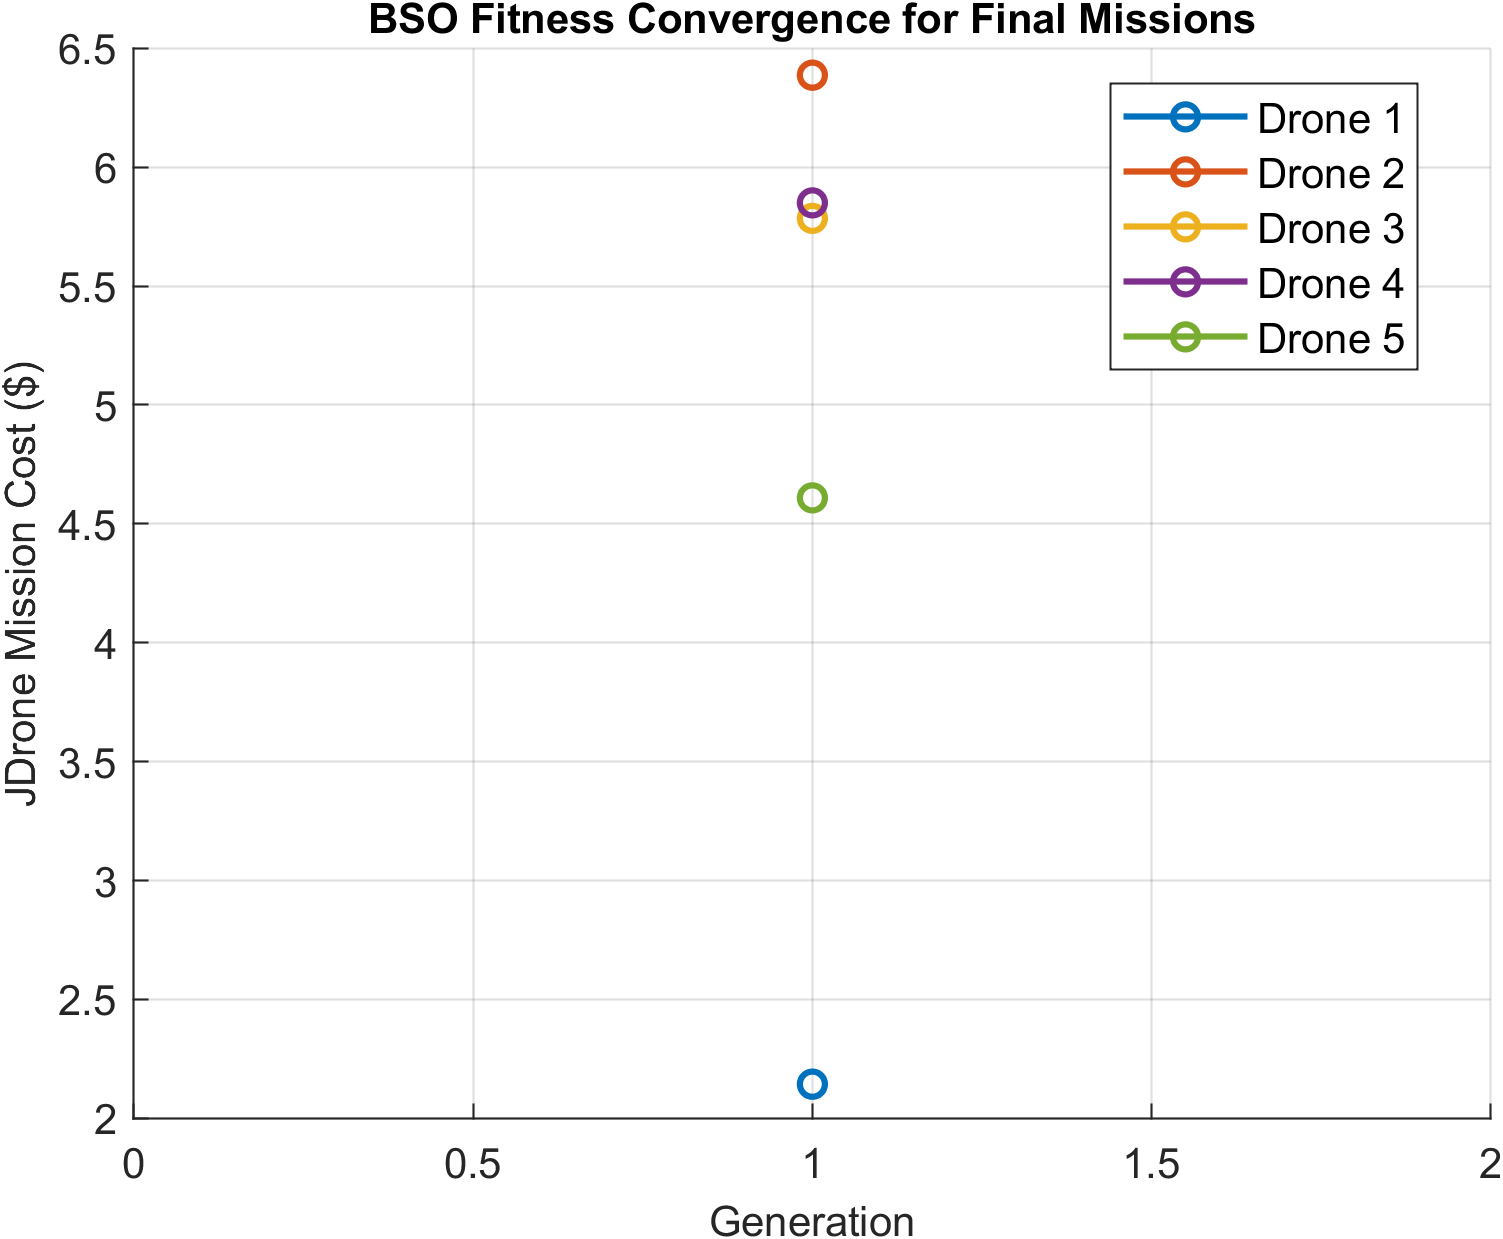 BSO Fitness Convergence for Final Missions
6.5
6
5.5
5
4.5
4
3.5
3
2.5
2
JDrone Mission Cost ($)
Drone 1
Drone 2
Drone 3
Drone 4
Drone 5
0
0.5
1
1.5
2
Generation